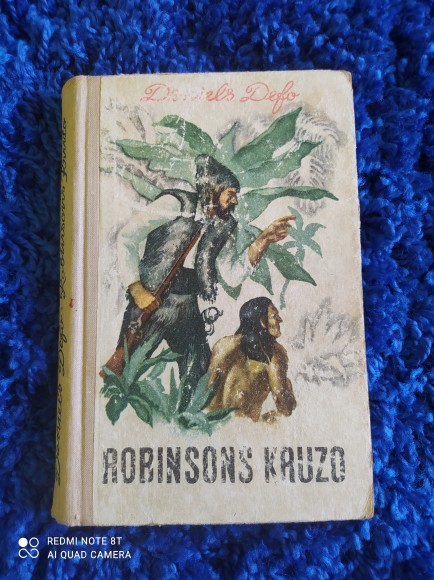 Daniels Defo
ROBINSONS KRUZO
Daniels Defo Robinsons Kruzo
REDMI NOTE 8T
AI QUAD CAMERA